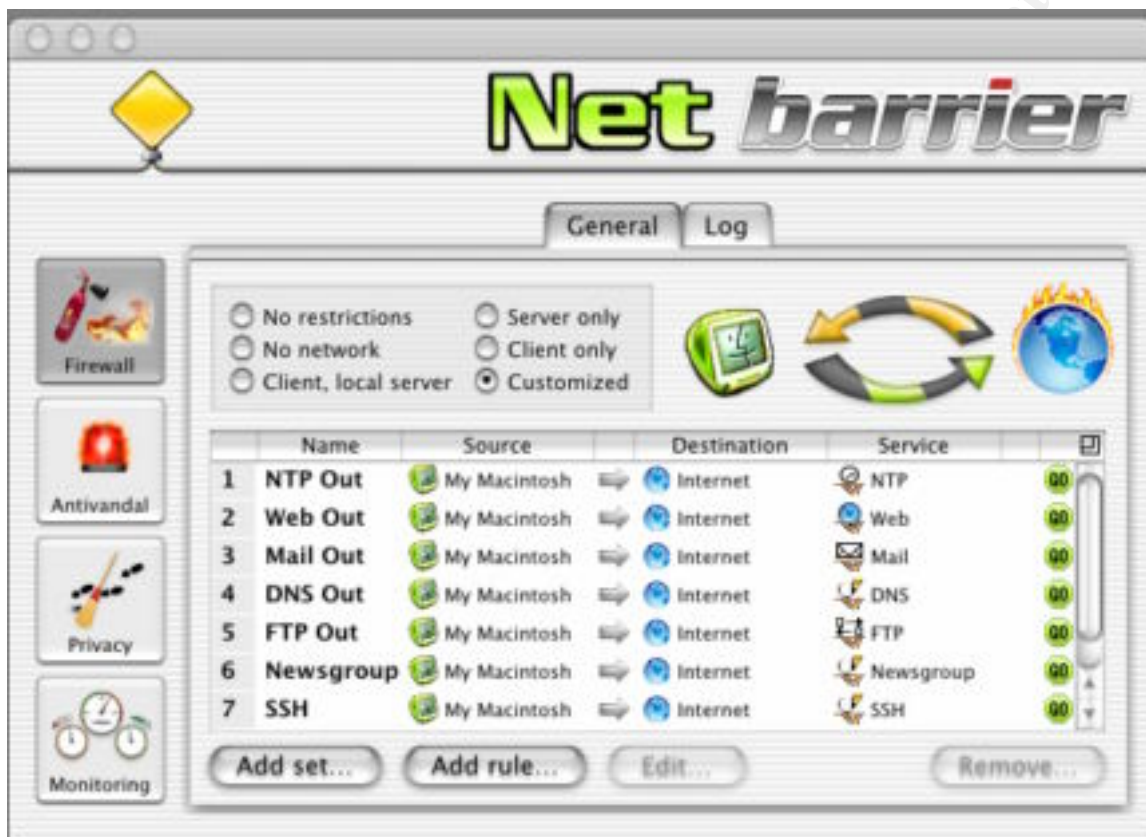 Net barrier
General Log
Firewall
Antivandal
Privacy
Monitoring
No restrictions Server only
No network Client only
Client, local server Customized
Name Source Destination Service
1 NTP Out My Macintosh Internet NTP GO
2 Web Out My Macintosh Internet Web GO
3 Mail Out My Macintosh Internet Mail GO
4 DNS Out My Macintosh Internet DNS GO
5 FTP Out My Macintosh Internet FTP GO
6 Newsgroup My Macintosh Internet Newsgroup GO
7 SSH My Macintosh Internet SSH GO
Add set... Add rule... Edit... Remove...